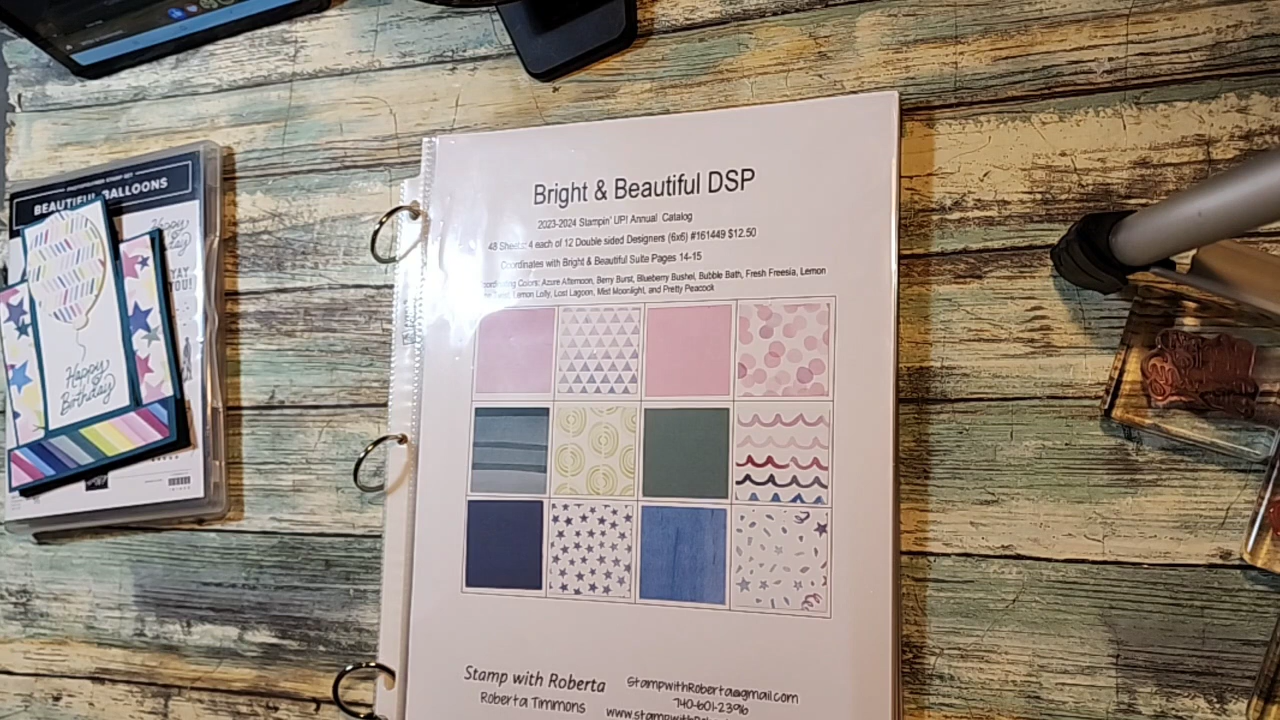 Bright & Beautiful DSP
2023-2024 Stampin' UP! Annual Catalog
48 Sheets: 4 each of 12 Double sided Designers (6x6) #161449 $12.50
Coordinates with Bright & Beautiful Suite Pages 14-15
Colors: Azure Afternoon, Berry Burst, Blueberry Bushel, Bubble Bath, Fresh Freesia, Lemon
Lemon Lolly, Lost Lagoon, Misty Moonlight, and Pretty Peacock
Stamp with Roberta
Roberta Timmons
StampwithRoberta@gmail.com
740-601-2396
BEAUTIFUL BALLOONS
Happy
Birthday
YAY
YOU!